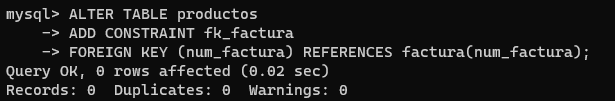 mysql> ALTER TABLE productos
    -> ADD CONSTRAINT fk_factura
    -> FOREIGN KEY (num_factura) REFERENCES factura(num_factura);
Query OK, 0 rows affected (0.02 sec)
Records: 0  Duplicates: 0  Warnings: 0